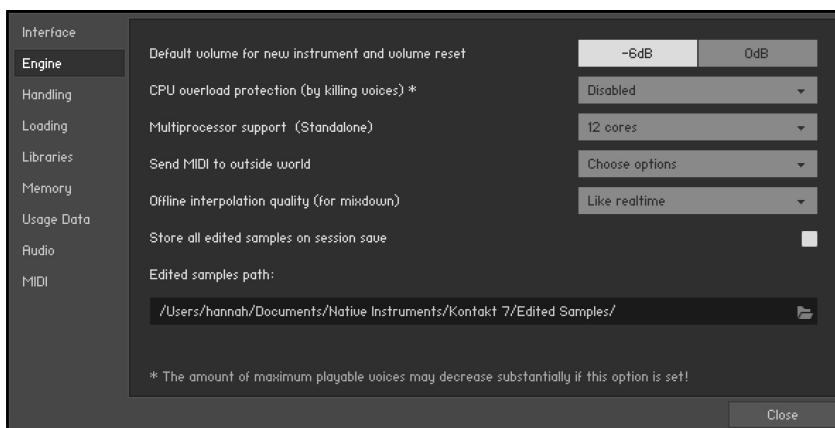 Interface
Engine
Handling
Loading
Libraries
Memory
Usage Data
Audio
MIDI
Default volume for new instrument and volume reset
-6dB 0dB
CPU overload protection (by killing voices) *
Disabled
Multiprocessor support (Standalone)
12 cores
Send MIDI to outside world
Choose options
Offline interpolation quality (for mixdown)
Like realtime
Store all edited samples on session save
Edited samples path:
/Users/hannah/Documents/Native Instruments/Kontakt 7/Edited Samples/
* The amount of maximum playable voices may decrease substantially if this option is set!
Close